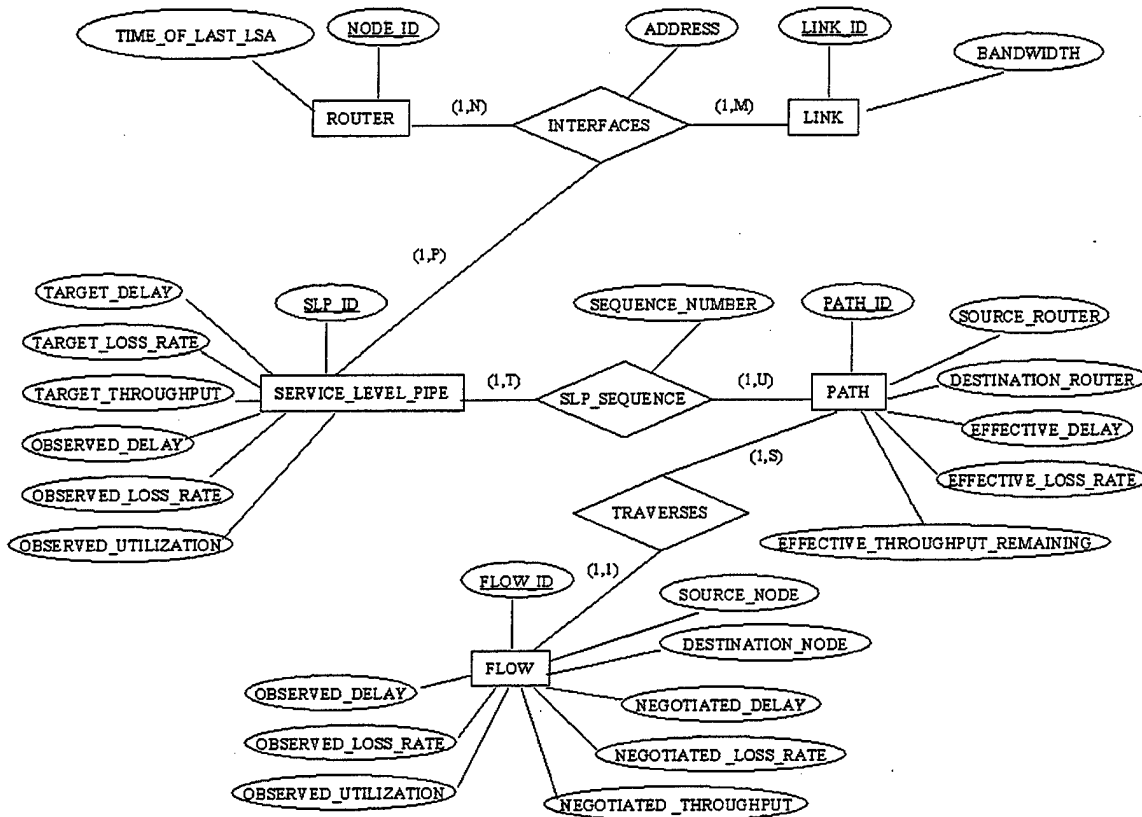 TIME_OF_LAST_LSA
NODE_ID
ADDRESS
LINK_ID
BANDWIDTH
ROUTER
(1,N)
INTERFACES
(1,M)
LINK
(1,P)
TARGET_DELAY
SLP_ID
SEQUENCE_NUMBER
PATH_ID
SOURCE_ROUTER
TARGET_LOSS_RATE
TARGET_THROUGHPUT
SERVICE_LEVEL_PIPE
(1,T)
SLP_SEQUENCE
(1,U)
PATH
DESTINATION_ROUTER
OBSERVED_DELAY
EFFECTIVE_DELAY
OBSERVED_LOSS_RATE
(1,S)
EFFECTIVE_LOSS_RATE
TRAVERSES
OBSERVED_UTILIZATION
EFFECTIVE_THROUGHPUT_REMAINING
FLOW_ID
(1,1)
SOURCE_NODE
DESTINATION_NODE
FLOW
OBSERVED_DELAY
NEGOTIATED_DELAY
OBSERVED_LOSS_RATE
NEGOTIATED_LOSS_RATE
OBSERVED_UTILIZATION
NEGOTIATED_THROUGHPUT